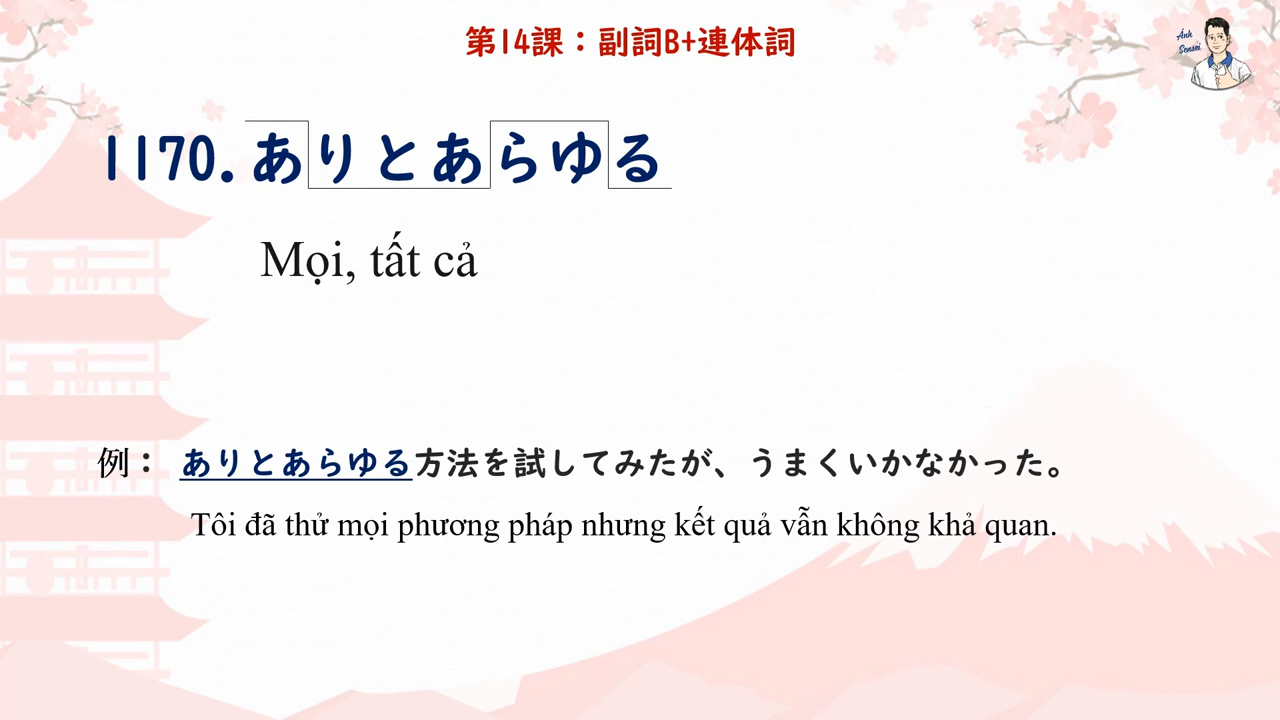 第14課：副詞B+連体詞
Anh Sensei
1170.ありとあらゆる
Mọi, tất cả
例： ありとあらゆる方法を試してみたが、うまくいかなかった。
Tôi đã thử mọi phương pháp nhưng kết quả vẫn không khả quan.